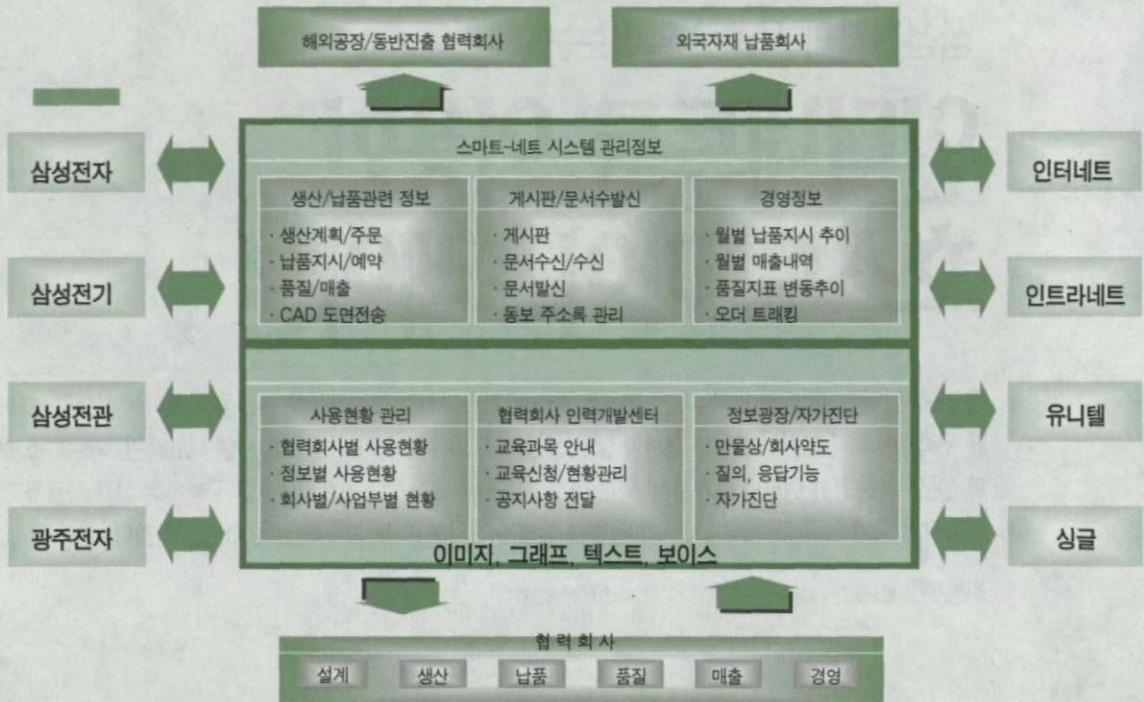 해외공장/동반진출 협력회사
외국자재 납품회사
삼성전자
삼성전기
삼성전관
광주전자
스마트-네트 시스템 관리정보
생산/납품관련 정보
· 생산계획/주문
· 납품지시/예약
· 품질/매출
· CAD 도면전송
게시판/문서수발신
· 게시판
· 문서수신/수신
· 문서발신
· 동보 주소록 관리
경영정보
· 월별 납품지시 추이
· 월별 매출내역
· 품질지표 변동추이
· 오더 트래킹
사용현황 관리
· 협력회사별 사용현황
· 정보별 사용현황
· 회사별/사업부별 현황
협력회사 인력개발센터
· 교육과목 안내
· 교육신청/현황관리
· 공지사항 전달
정보광장/자가진단
· 만물상/회사약도
· 질의, 응답기능
· 자가진단
이미지, 그래프, 텍스트, 보이스
인터네트
인트라네트
유니텔
싱글
협력회사
설계
생산
납품
품질
매출
경영